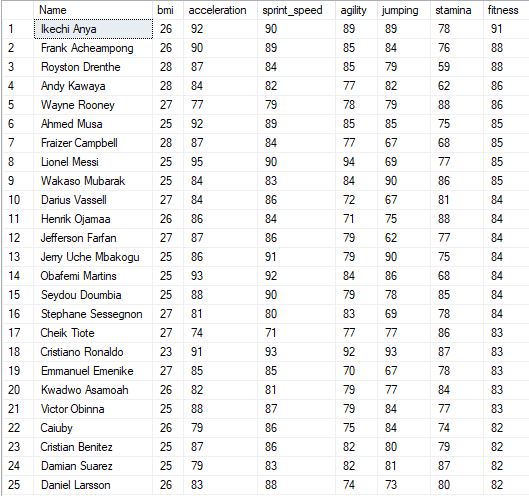 Name bmi acceleration sprint_speed agility jumping stamina fitness
1 Ikechi Anya 26 92 90 89 89 78 91
2 Frank Acheampong 26 90 89 85 84 76 88
3 Royston Drenthe 28 87 84 85 79 59 88
4 Andy Kawaya 28 84 82 77 82 62 86
5 Wayne Rooney 27 77 79 78 79 88 86
6 Ahmed Musa 25 92 89 85 85 75 85
7 Fraizer Campbell 28 87 84 77 67 68 85
8 Lionel Messi 25 95 90 94 69 77 85
9 Wakaso Mubarak 25 84 83 84 90 86 85
10 Darius Vassell 27 84 86 72 67 81 84
11 Henrik Ojamaa 26 86 84 71 75 88 84
12 Jefferson Farfan 27 87 86 79 62 77 84
13 Jerry Uche Mbakogu 25 86 91 79 90 75 84
14 Obafemi Martins 25 93 92 84 86 68 84
15 Seydou Doumbia 25 88 90 79 78 85 84
16 Stephane Sessegnon 27 81 80 83 69 78 84
17 Cheik Tiote 27 74 71 77 77 86 83
18 Cristiano Ronaldo 23 91 93 92 93 87 83
19 Emmanuel Emenike 27 85 85 70 67 78 83
20 Kwadwo Asamoah 26 82 81 79 77 84 83
21 Victor Obinna 25 88 87 79 84 77 83
22 Caiuby 26 79 86 75 84 74 82
23 Cristian Benitez 25 87 86 82 80 79 82
24 Damian Suarez 25 79 83 82 81 87 82
25 Daniel Larsson 26 83 88 74 73 80 82